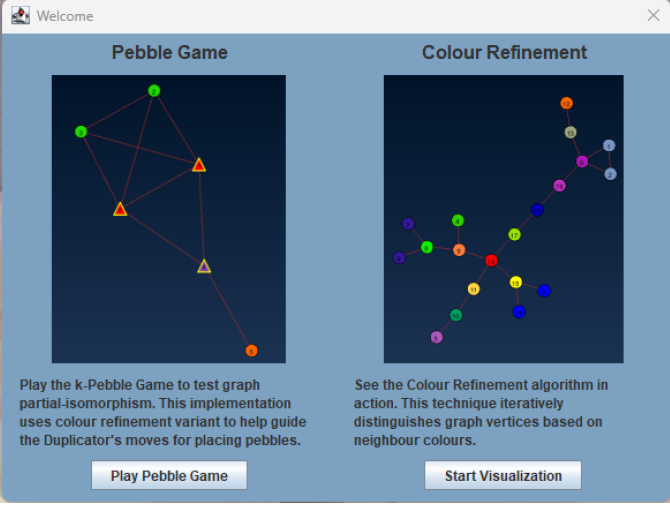 Welcome
Pebble Game
Colour Refinement
Play the k-Pebble Game to test graph
partial-isomorphism. This implementation
uses colour refinement variant to help guide
the Duplicator's moves for placing pebbles.
See the Colour Refinement algorithm in
action. This technique iteratively
distinguishes graph vertices based on
neighbour colours.
Play Pebble Game
Start Visualization